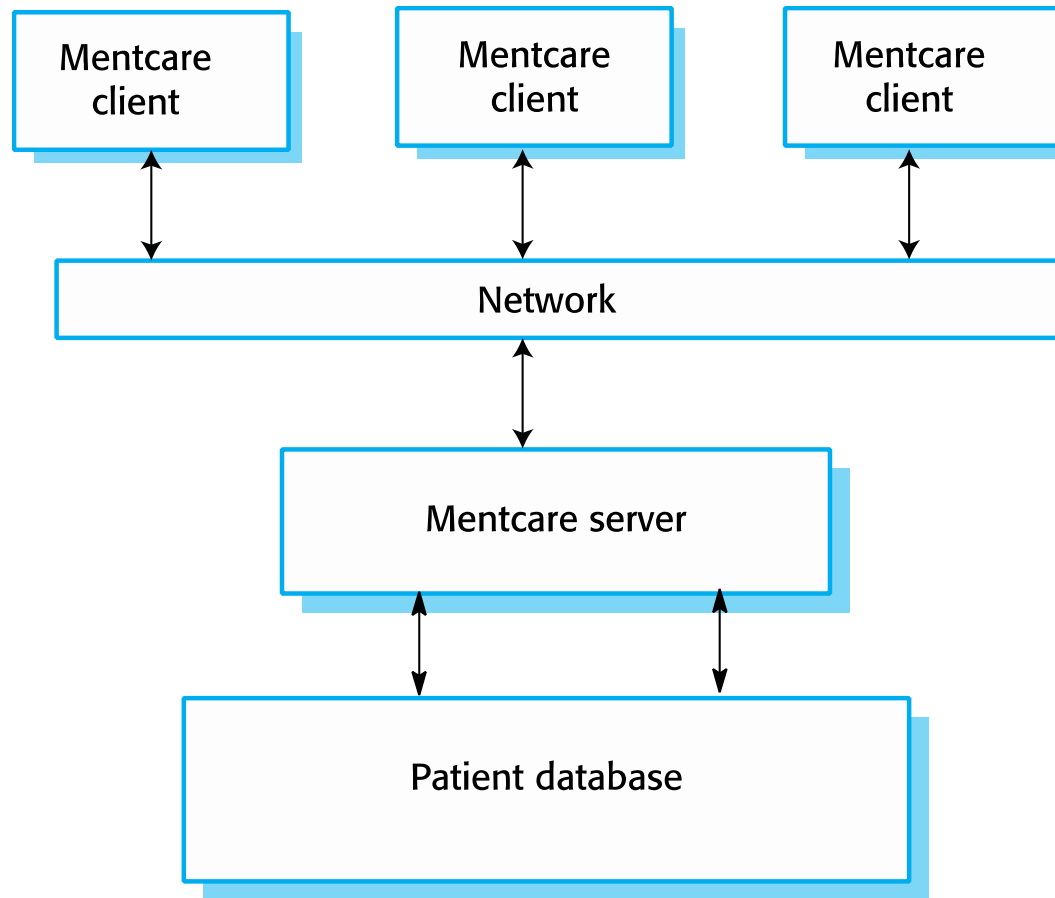 Mentcare
client
Mentcare
client
Mentcare
client
Network
Mentcare server
Patient database